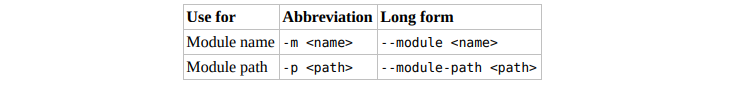 Use for Abbreviation Long form
Module name -m <name> --module <name>
Module path -p <path> --module-path <path>